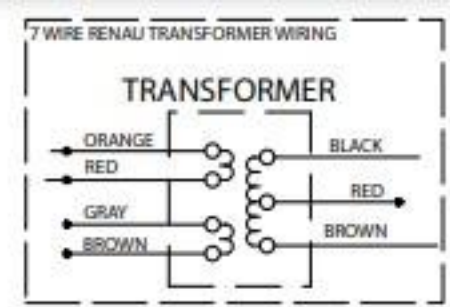 7 WIRE RENAU TRANSFORMER WIRING
TRANSFORMER
ORANGE
RED
GRAY
BROWN
BLACK
RED
BROWN